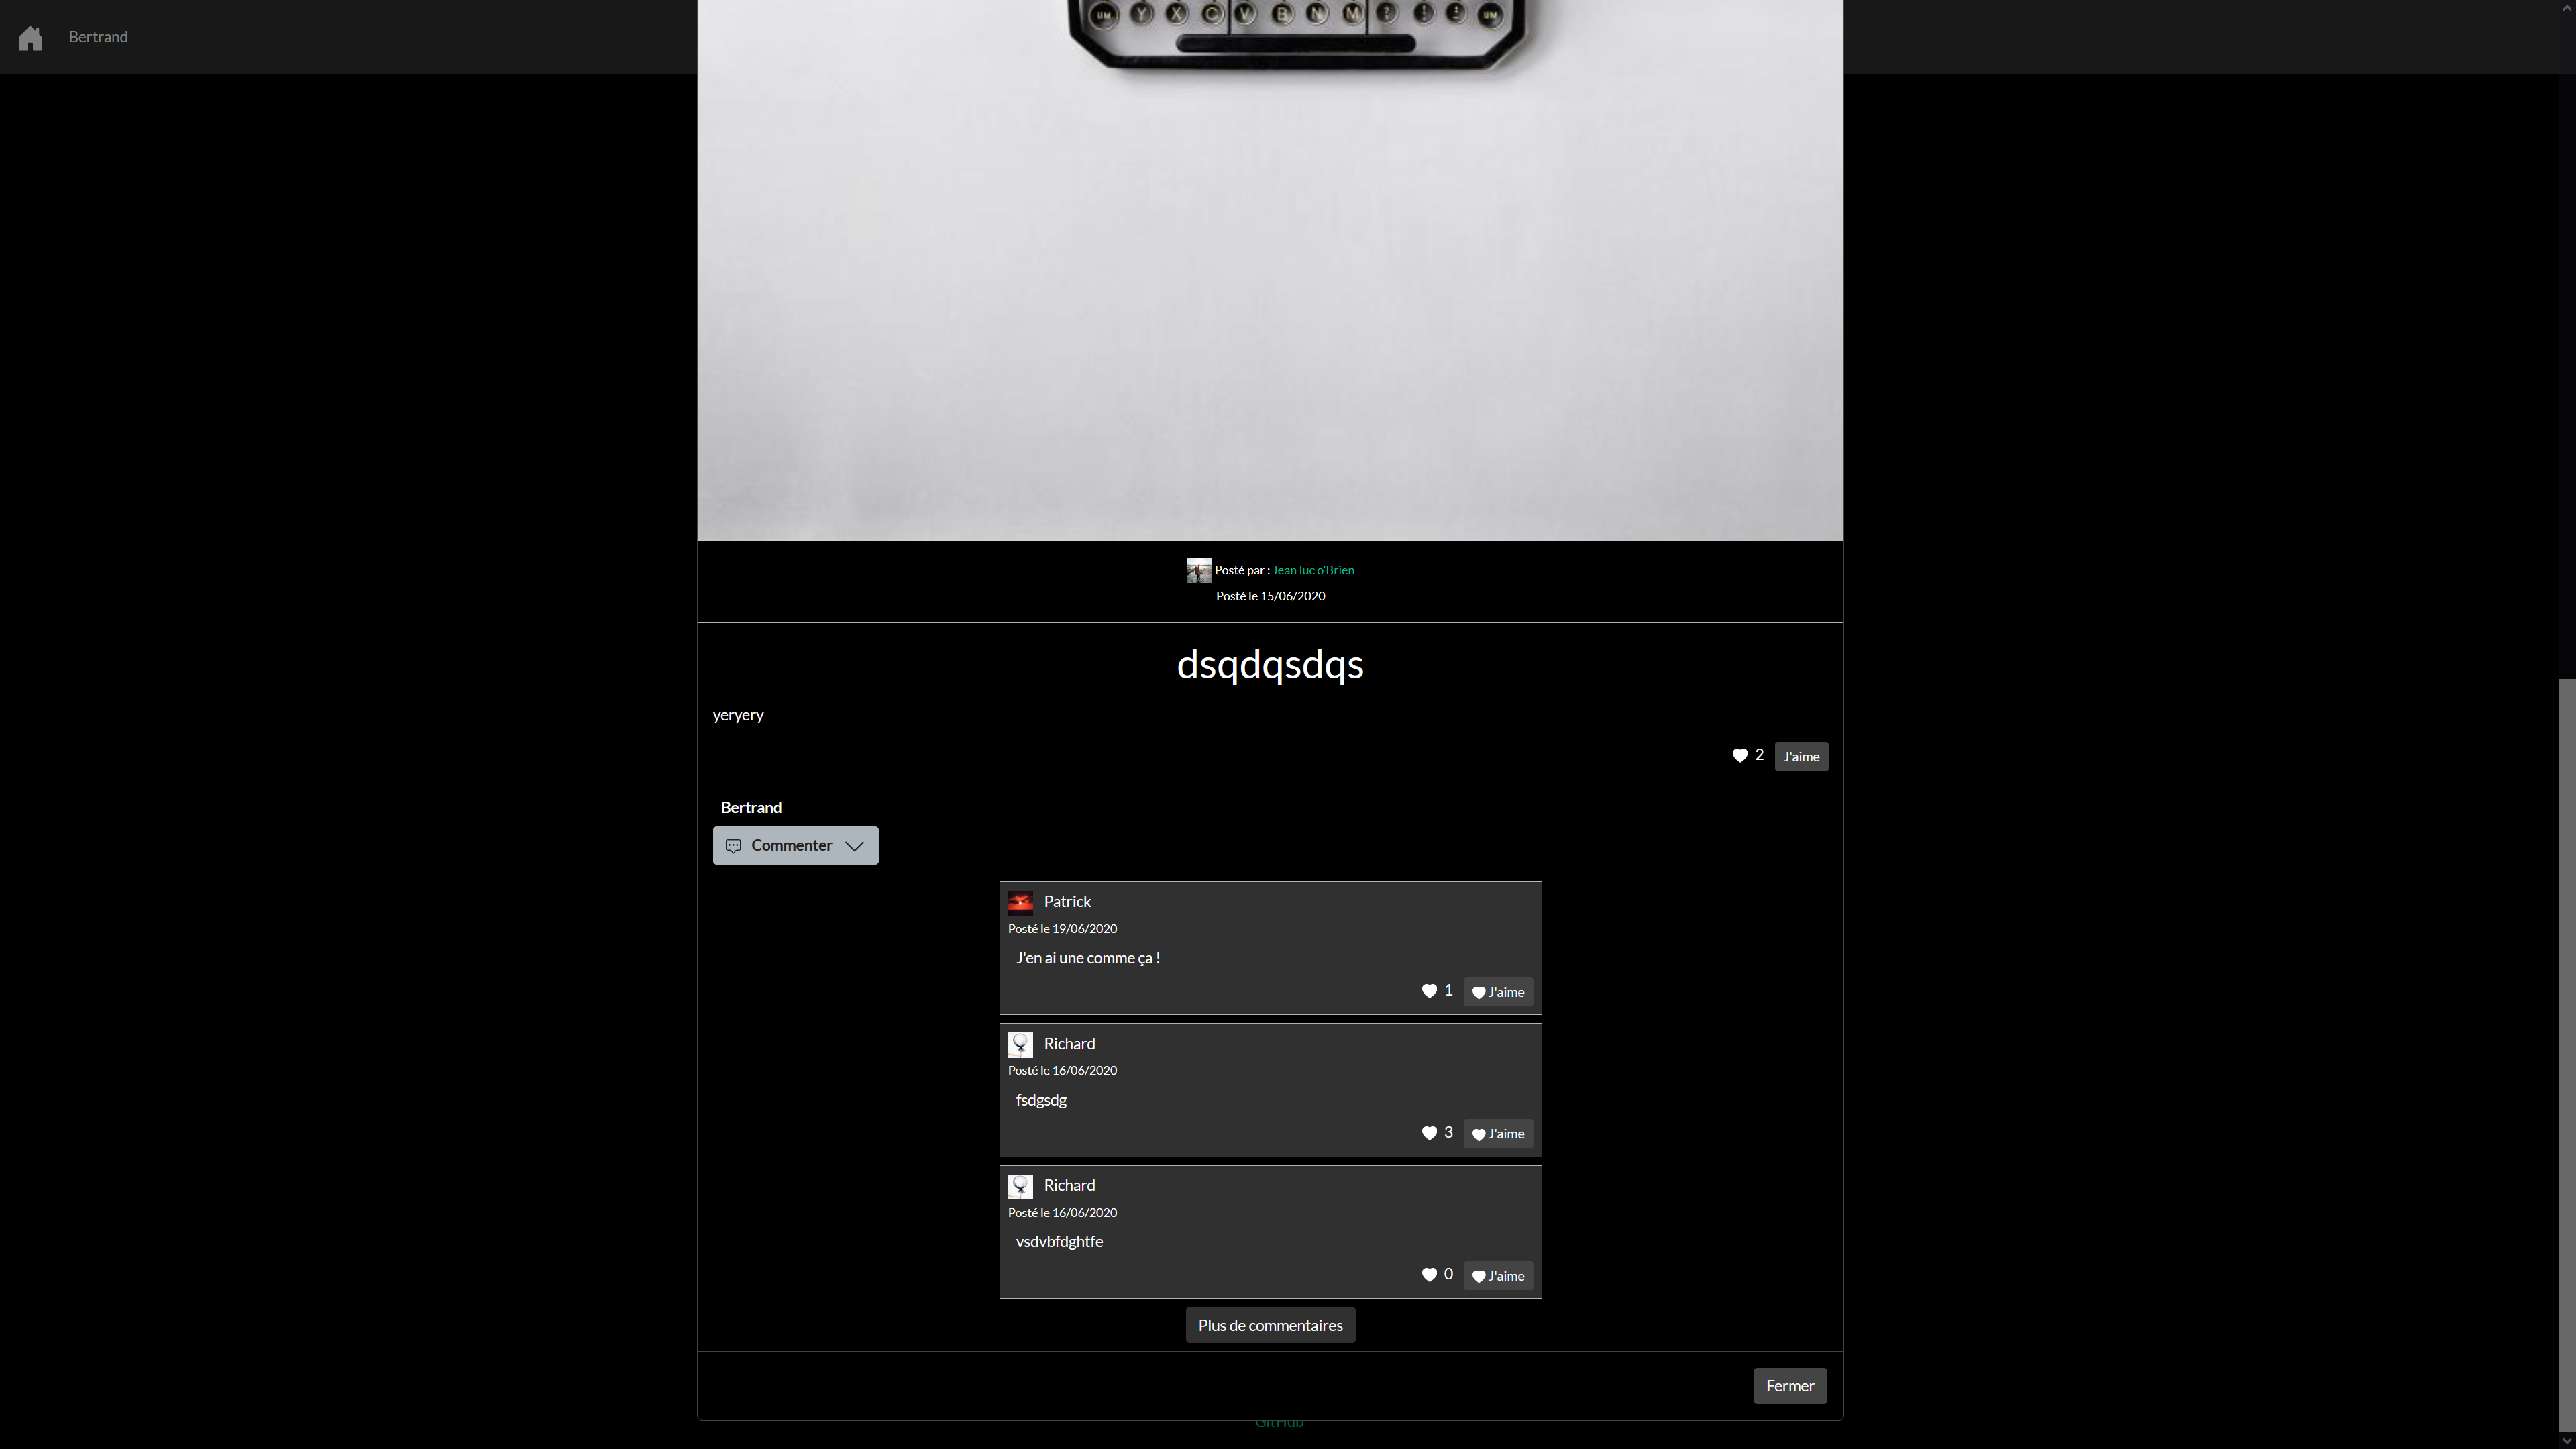 Bertrand
UM Y X C V B N M ? ! UM
Posté par : Jean luc o'Brien
Posté le 15/06/2020
dsqdqsdqs
yeryery
2 J'aime
Bertrand
Commenter
Patrick
Posté le 19/06/2020
J'en ai une comme ça !
1 J'aime
Richard
Posté le 16/06/2020
fsdgsdg
3 J'aime
Richard
Posté le 16/06/2020
vsdvbfdghtfe
0 J'aime
Plus de commentaires
Fermer
GitHub